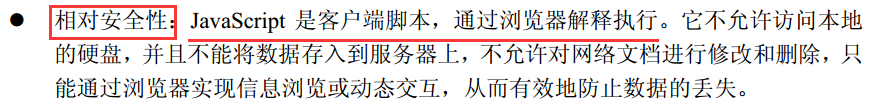 ● 相对安全性：JavaScript 是客户端脚本，通过浏览器解释执行。它不允许访问本地
的硬盘，并且不能将数据存入到服务器上，不允许对网络文档进行修改和删除，只
能通过浏览器实现信息浏览或动态交互，从而有效地防止数据的丢失。